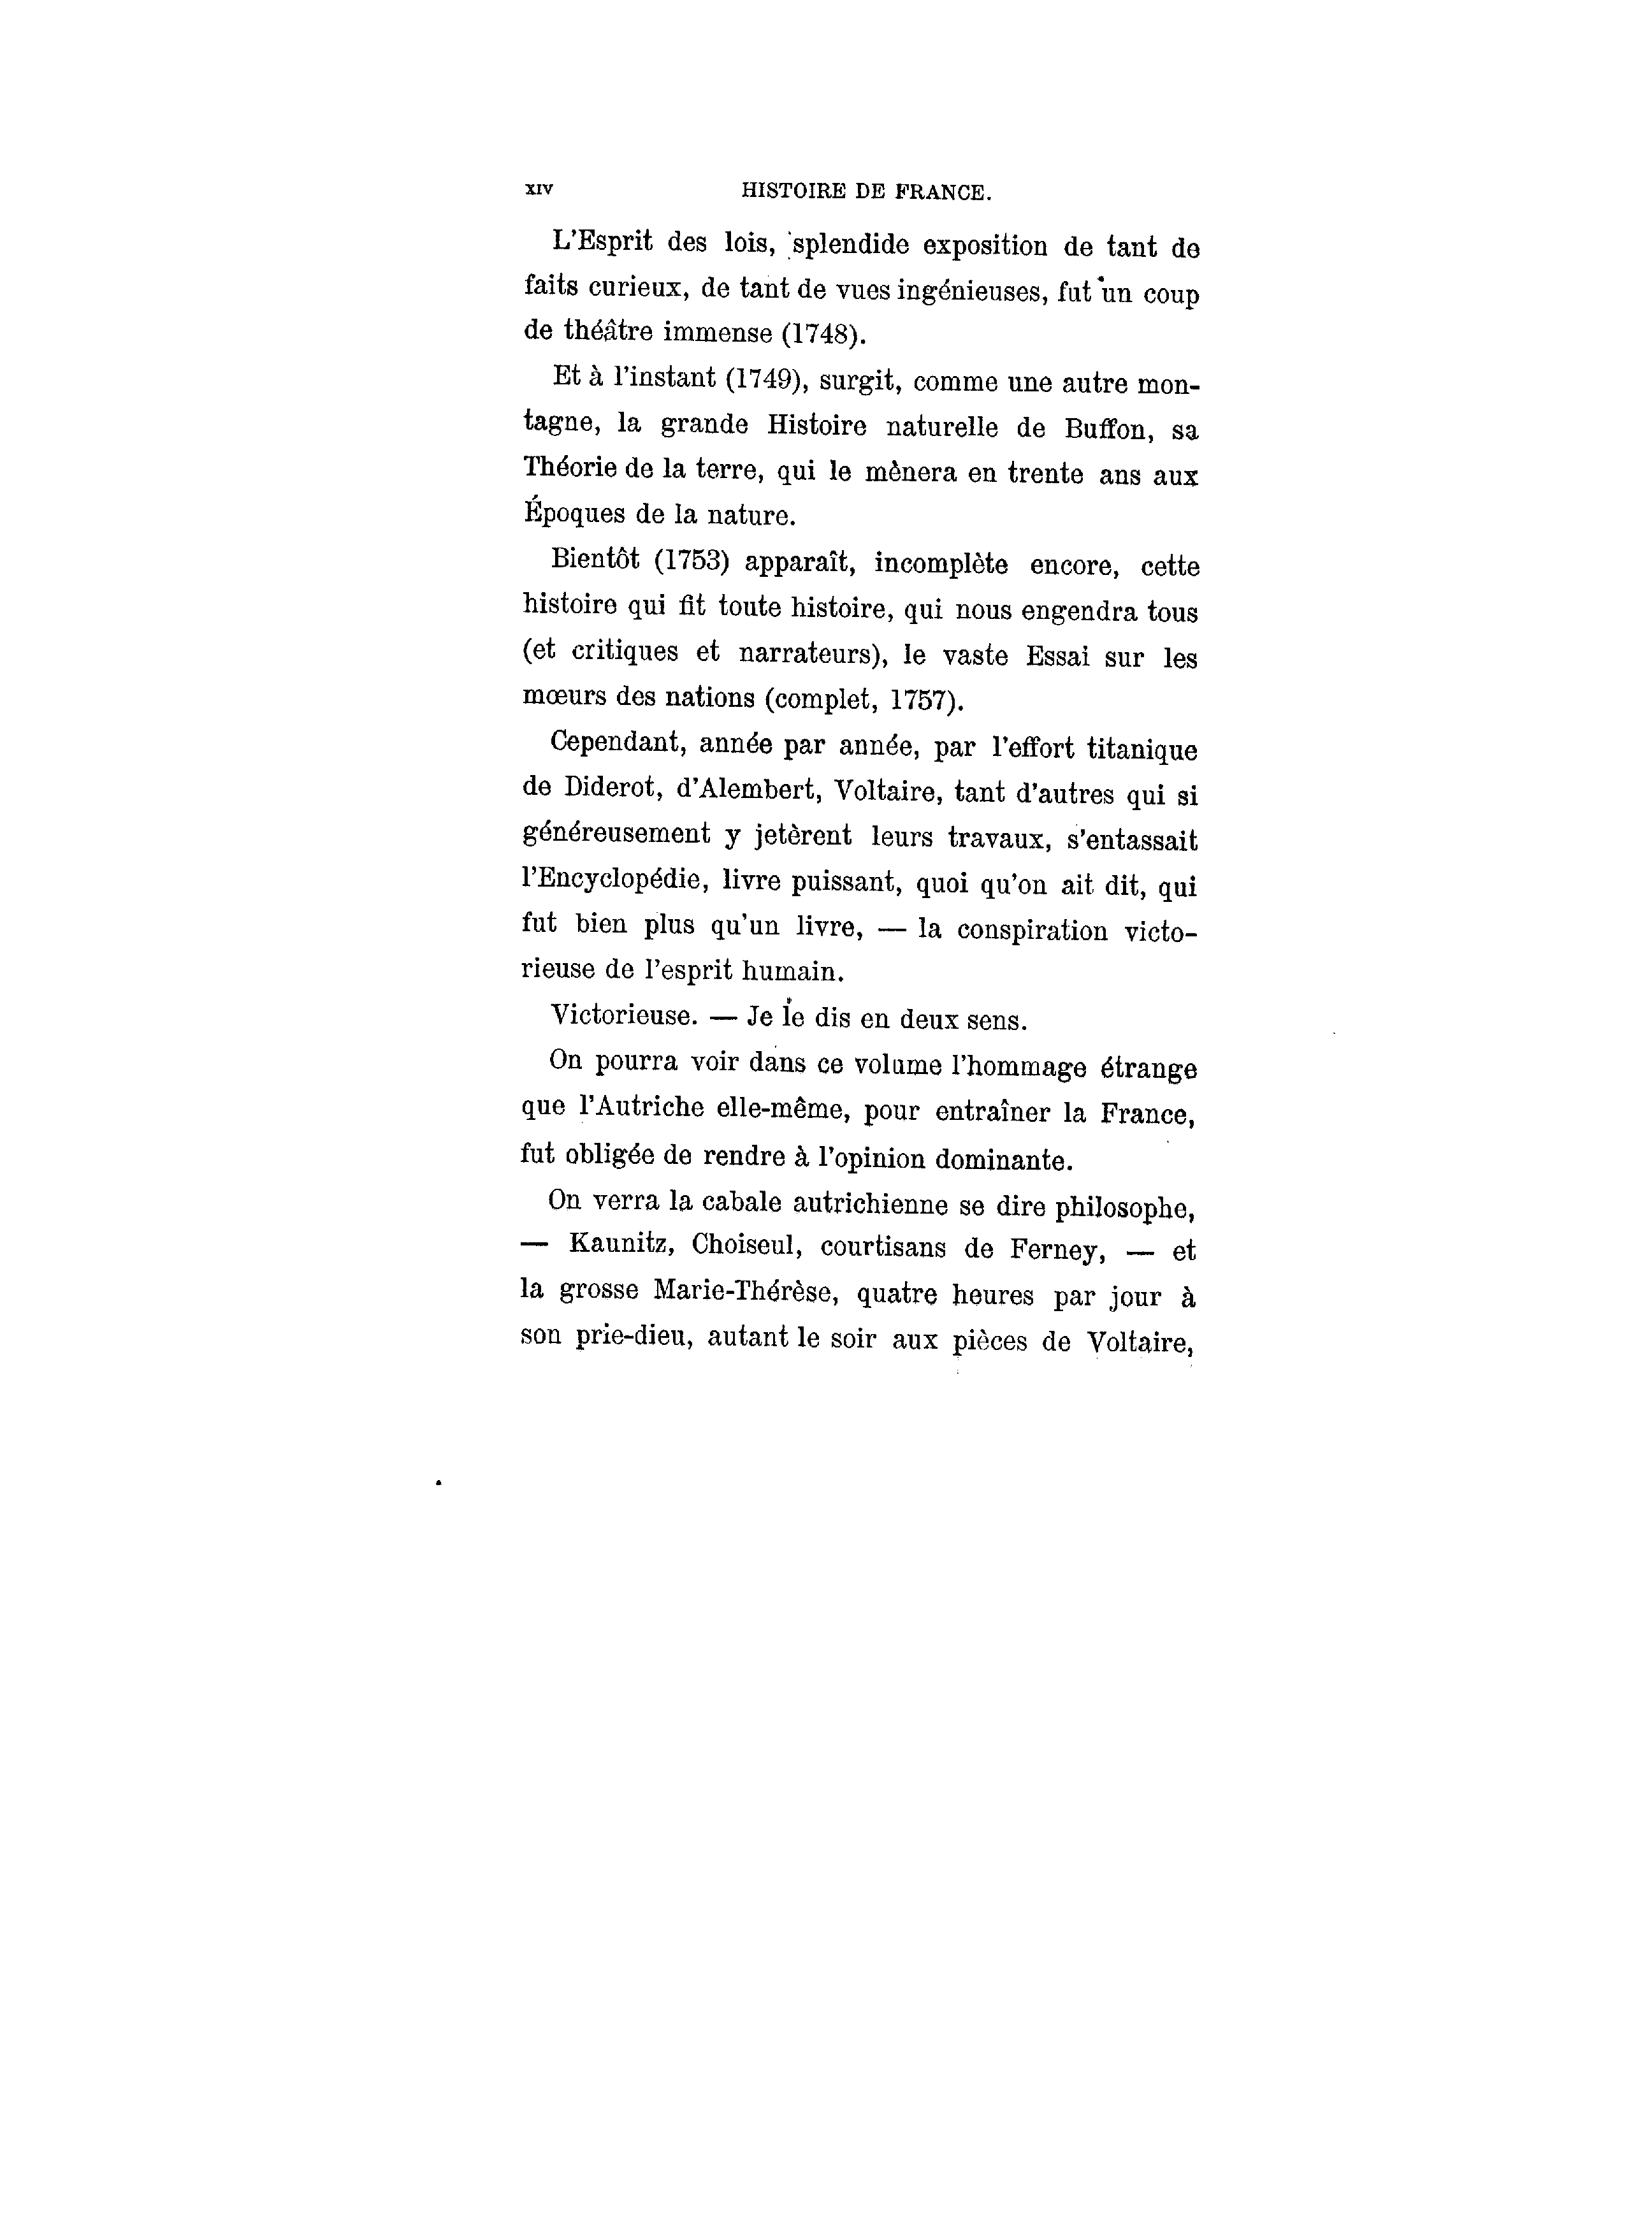 XIV HISTOIRE DE FRANCE.
L'Esprit des lois, splendide exposition de tant de
faits curieux, de tant de vues ingénieuses, fut un coup
de théâtre immense (1748).
Et à l'instant (1749), surgit, comme une autre mon-
tagne, la grande Histoire naturelle de Buffon, sa
Théorie de la terre, qui le mènera en trente ans aux
Époques de la nature.
Bientôt (1753) apparaît, incomplète encore, cette
histoire qui fit toute histoire, qui nous engendra tous
(et critiques et narrateurs), le vaste Essai sur les
mœurs des nations (complet, 1757).
Cependant, année par année, par l'effort titanique
de Diderot, d'Alembert, Voltaire, tant d'autres qui si
généreusement y jetèrent leurs travaux, s'entassait
l'Encyclopédie, livre puissant, quoi qu'on ait dit, qui
fut bien plus qu'un livre, — la conspiration victo-
rieuse de l'esprit humain.
Victorieuse. — Je le dis en deux sens.
On pourra voir dans ce volume l'hommage étrange
que l'Autriche elle-même, pour entraîner la France,
fut obligée de rendre à l'opinion dominante.
On verra la cabale autrichienne se dire philosophe,
— Kaunitz, Choiseul, courtisans de Ferney, — et
la grosse Marie-Thérèse, quatre heures par jour à
son prie-dieu, autant le soir aux pièces de Voltaire,